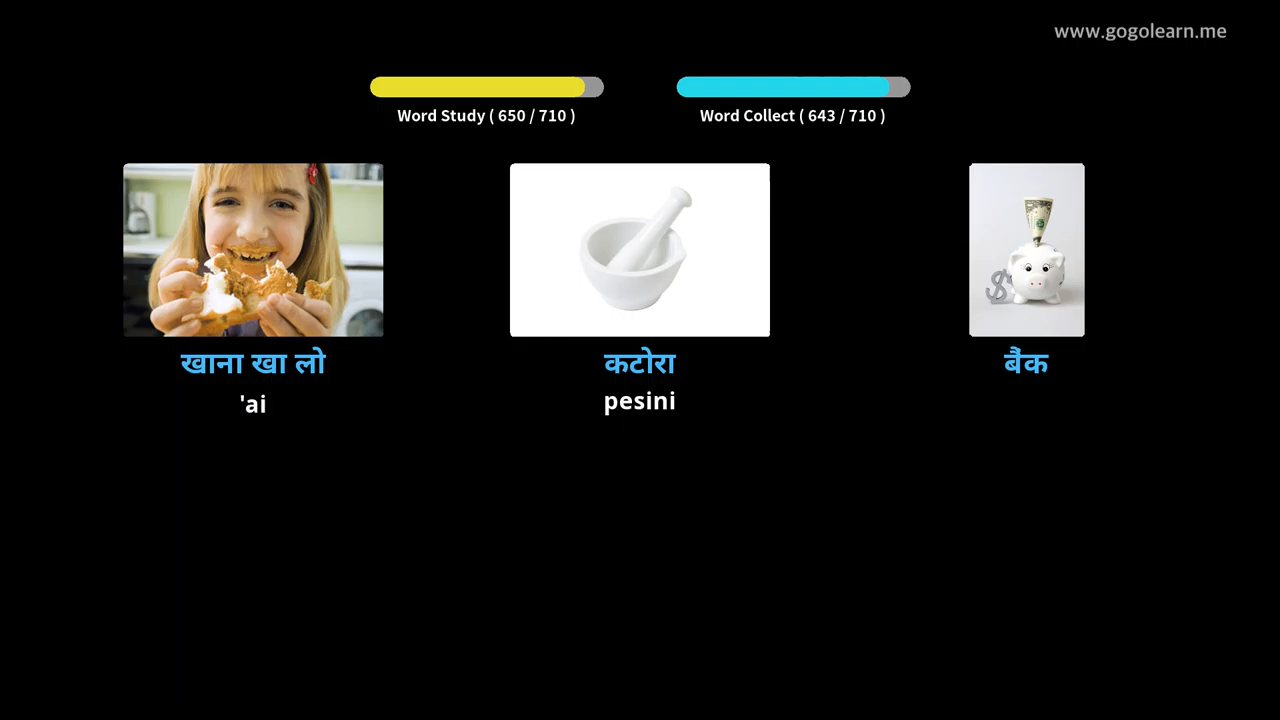 www.gogolearn.me
Word Study ( 650 / 710 )
Word Collect ( 643 / 710 )
खाना खा लो
कटोरा
बैंक
'ai
pesini